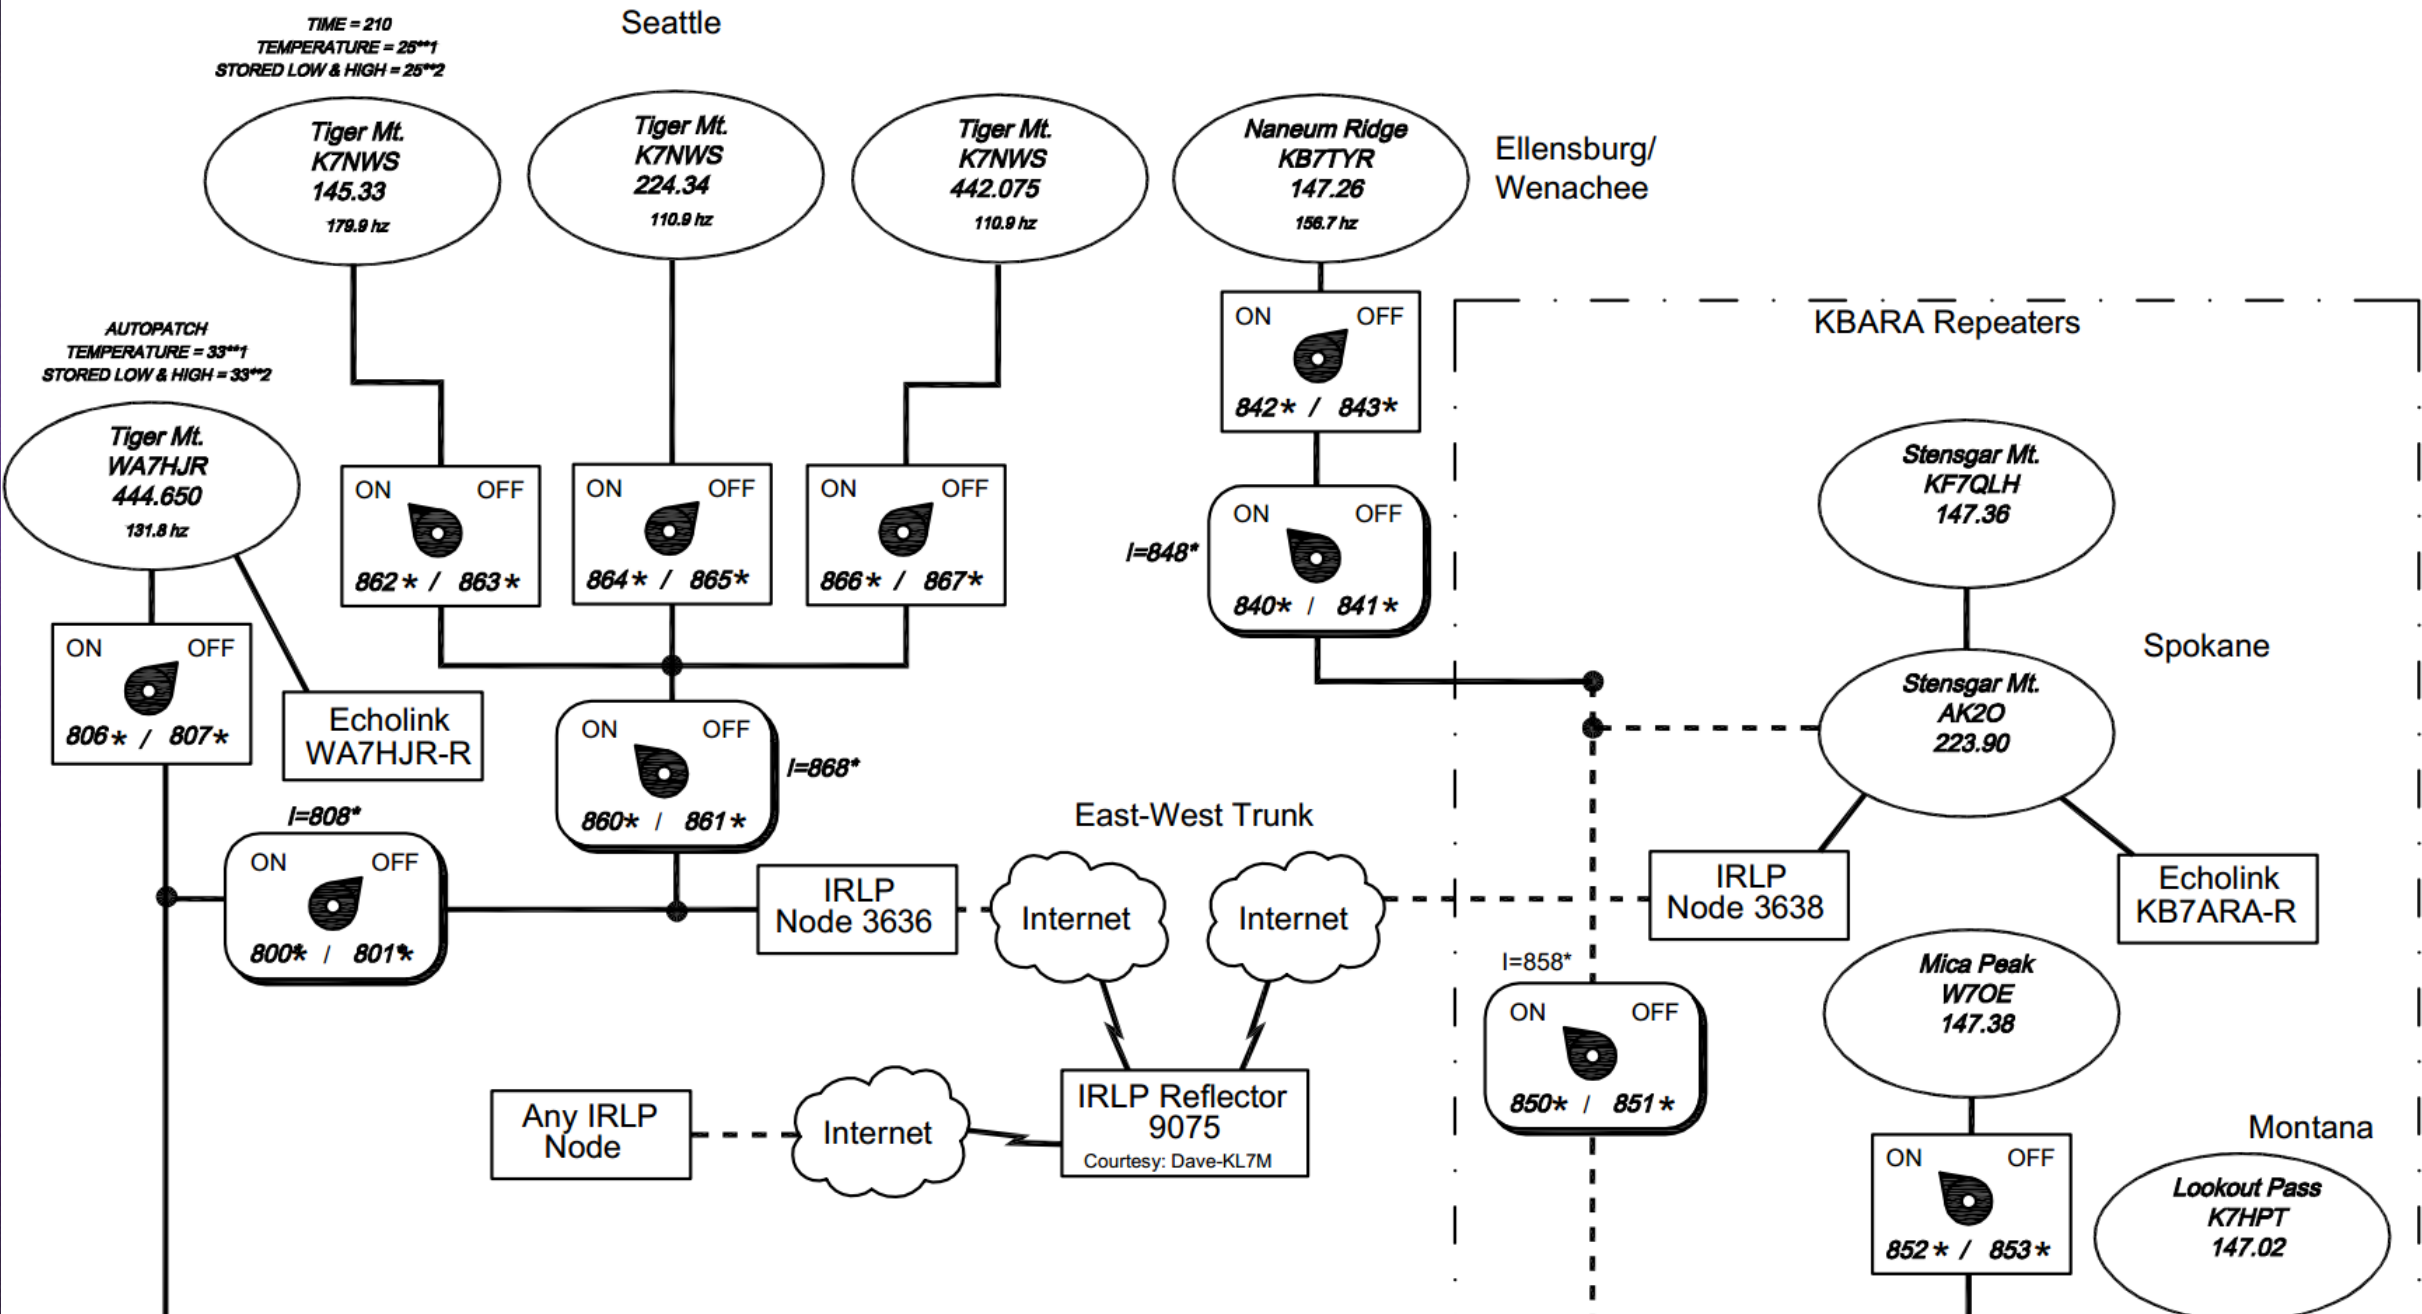 Seattle
TIME = 210
TEMPERATURE = 25**1
STORED LOW & HIGH = 25**2
Tiger Mt.
K7NWS
145.33
179.9 hz
Tiger Mt.
K7NWS
224.34
110.9 hz
Tiger Mt.
K7NWS
442.075
110.9 hz
Naneum Ridge
KB7TYR
147.26
156.7 hz
Ellensburg/
Wenachee
ON OFF
842* / 843*
KBARA Repeaters
AUTOPATCH
TEMPERATURE = 33**1
STORED LOW & HIGH = 33**2
Tiger Mt.
WA7HJR
444.650
131.8 hz
ON OFF
862* / 863*
ON OFF
864* / 865*
ON OFF
866* / 867*
I=848*
ON OFF
840* / 841*
Stensgar Mt.
KF7QLH
147.36
Spokane
ON OFF
806* / 807*
Echolink
WA7HJR-R
ON OFF
860* / 861*
I=868*
Stensgar Mt.
AK2O
223.90
I=808*
ON OFF
800* / 801*
East-West Trunk
IRLP
Node 3636
Internet
Internet
IRLP
Node 3638
Echolink
KB7ARA-R
I=858*
ON OFF
850* / 851*
Mica Peak
W7OE
147.38
Any IRLP
Node
Internet
IRLP Reflector
9075
Courtesy: Dave-KL7M
ON OFF
852* / 853*
Montana
Lookout Pass
K7HPT
147.02